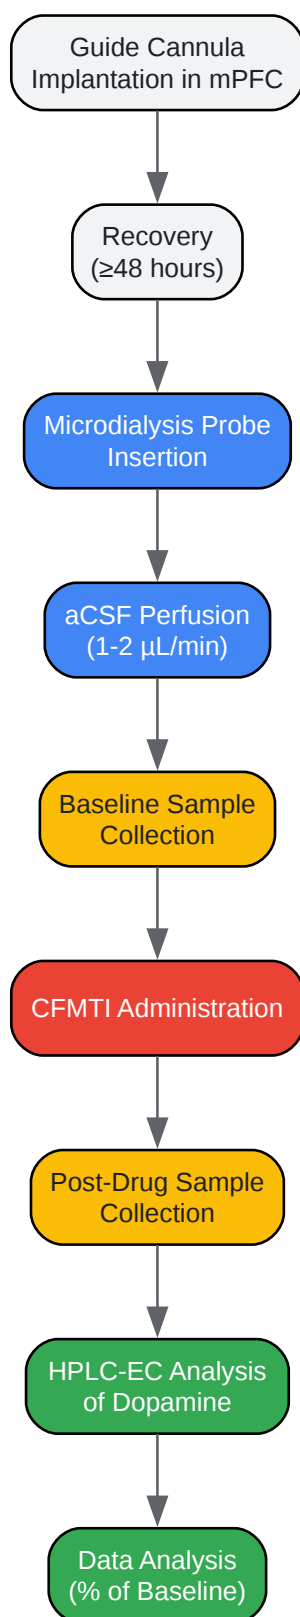 Guide Cannula
Implantation in mPFC
Recovery
(≥48 hours)
Microdialysis Probe
Insertion
aCSF Perfusion
(1-2 µL/min)
Baseline Sample
Collection
CFMTI Administration
Post-Drug Sample
Collection
HPLC-EC Analysis
of Dopamine
Data Analysis
(% of Baseline)